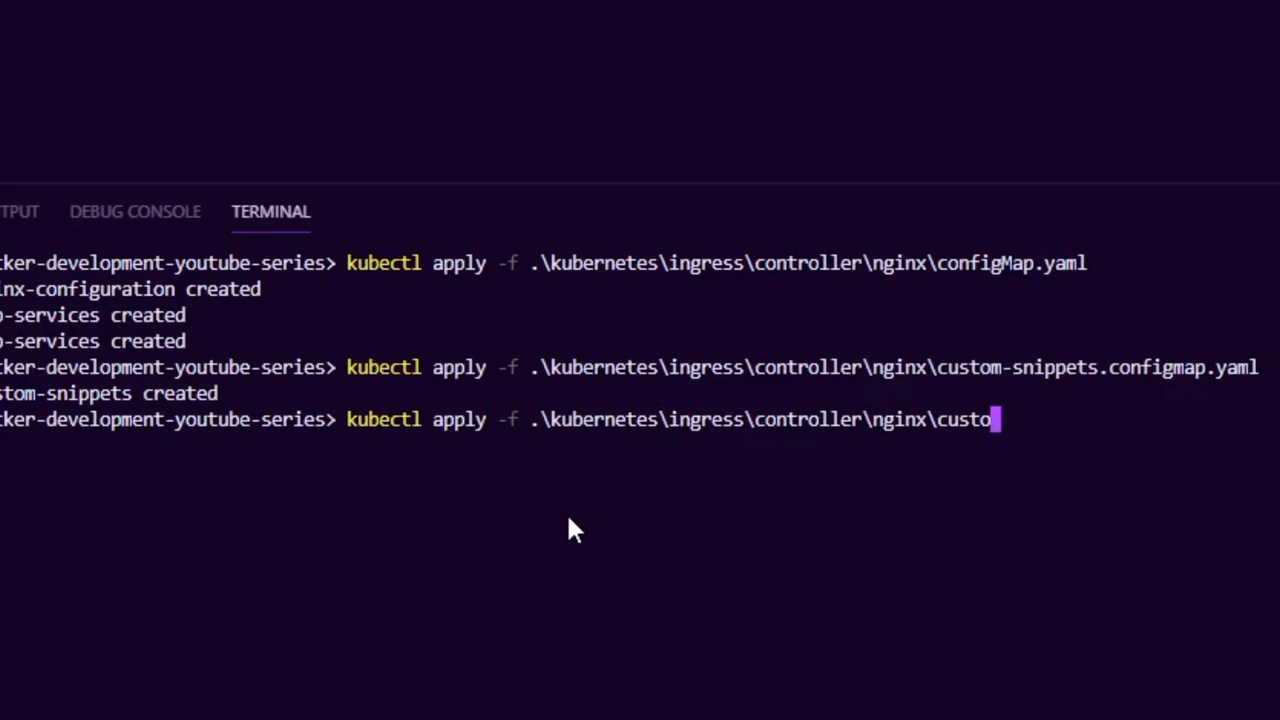 TPUT DEBUG CONSOLE TERMINAL
ker-development-youtube-series> kubectl apply -f .\kubernetes\ingress\controller\nginx\configMap.yaml
inx-configuration created
p-services created
p-services created
ker-development-youtube-series> kubectl apply -f .\kubernetes\ingress\controller\nginx\custom-snippets.configmap.yaml
stom-snippets created
ker-development-youtube-series> kubectl apply -f .\kubernetes\ingress\controller\nginx\custo